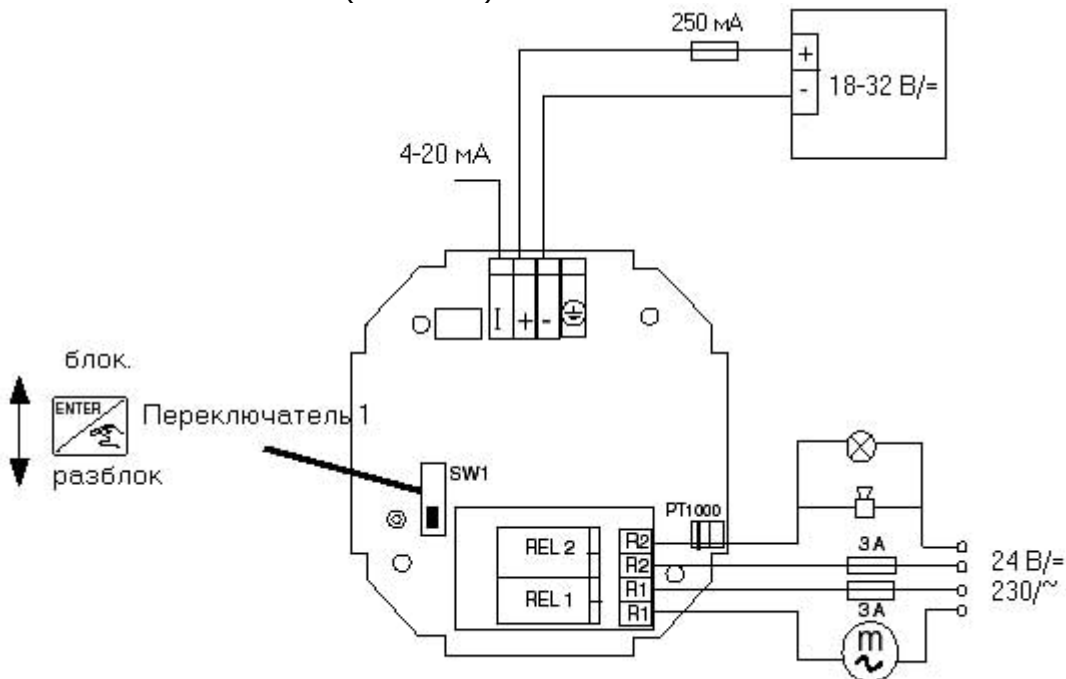 250 мА
+
-
18-32 В/=
4-20 мА
I + -
блок.
ENTER
Переключатель 1
разблок
SW1
PT1000
REL 2
REL 1
R2
R2
R1
R1
3 A
3 A
24 В/=
230/~
m
~